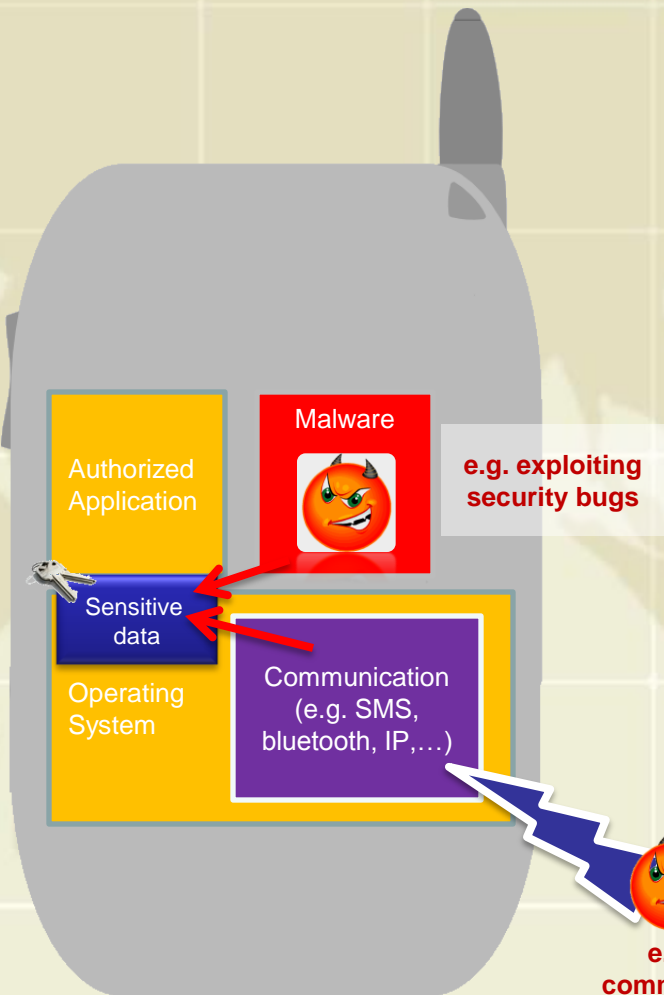 Malware
Authorized
Application
e.g. exploiting
security bugs
Sensitive
data
Operating
System
Communication
(e.g. SMS,
bluetooth, IP,…)